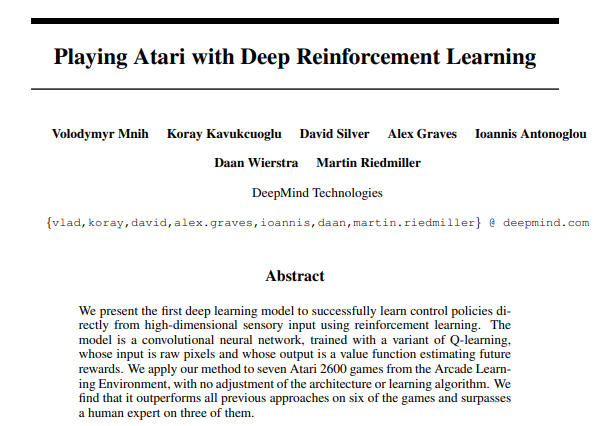 Playing Atari with Deep Reinforcement Learning
Volodymyr Mnih Koray Kavukcuoglu David Silver Alex Graves Ioannis Antonoglou
Daan Wierstra Martin Riedmiller
DeepMind Technologies
{vlad,koray,david,alex.graves,ioannis,daan,martin.riedmiller} @ deepmind.com
Abstract
We present the first deep learning model to successfully learn control policies di-
rectly from high-dimensional sensory input using reinforcement learning. The
model is a convolutional neural network, trained with a variant of Q-learning,
whose input is raw pixels and whose output is a value function estimating future
rewards. We apply our method to seven Atari 2600 games from the Arcade Learn-
ing Environment, with no adjustment of the architecture or learning algorithm. We
find that it outperforms all previous approaches on six of the games and surpasses
a human expert on three of them.